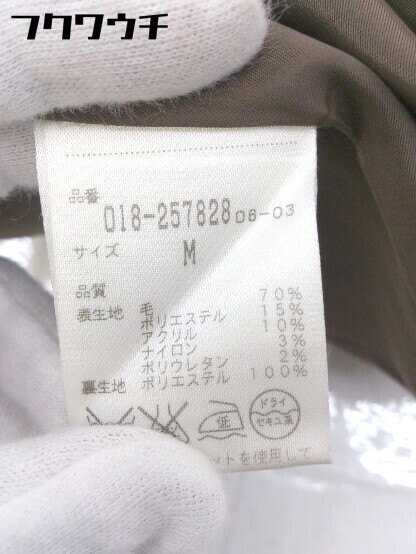 フクワウチ
品番
018-257828 06-03
サイズ M
品質
表生地 毛 70%
ポリエステル 15%
アクリル 10%
ナイロン 3%
ポリウレタン 2%
裏生地 ポリエステル 100%
低
ドライ
セキユ系
ットを使用して